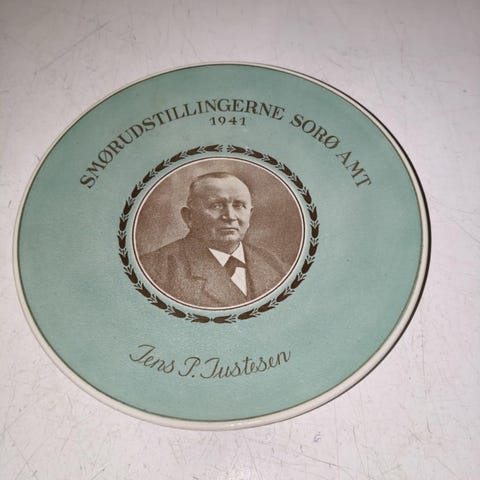 SMØRUDSTILLINGERNE SORØ AMT
1941
Jens P. Justesen